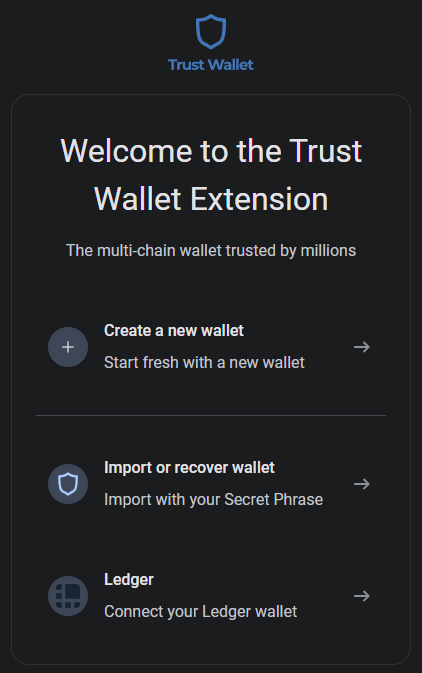 Trust Wallet
Welcome to the Trust
Wallet Extension
The multi-chain wallet trusted by millions
Create a new wallet
Start fresh with a new wallet
Import or recover wallet
Import with your Secret Phrase
Ledger
Connect your Ledger wallet